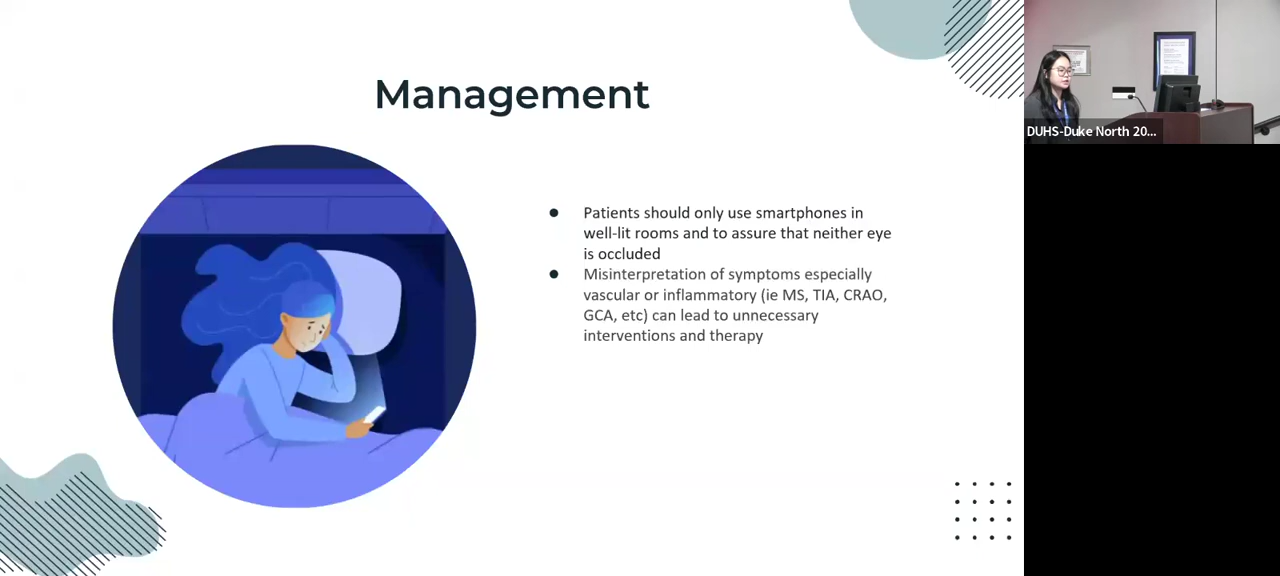 Management
● Patients should only use smartphones in
well-lit rooms and to assure that neither eye
is occluded
● Misinterpretation of symptoms especially
vascular or inflammatory (ie MS, TIA, CRAO,
GCA, etc) can lead to unnecessary
interventions and therapy
DUHS-Duke North 20...